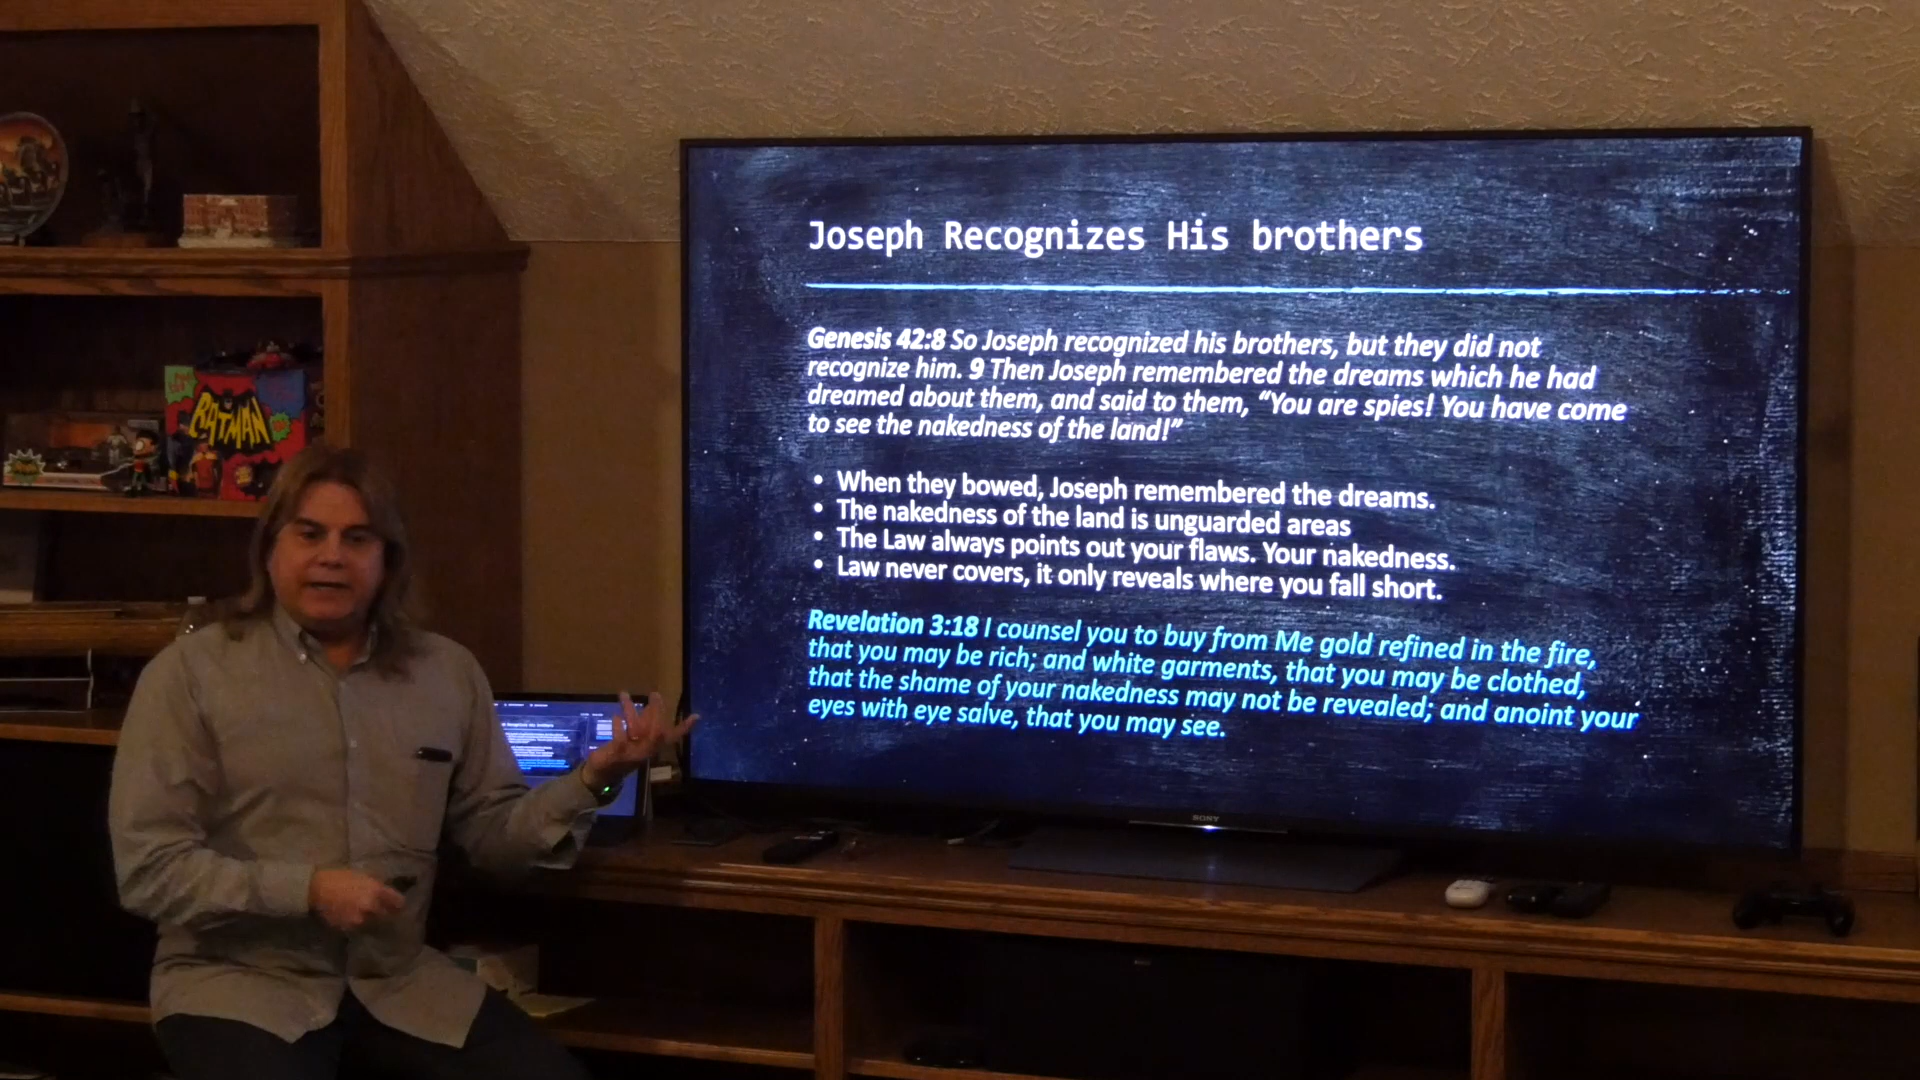 Joseph Recognizes His brothers
Genesis 42:8 So Joseph recognized his brothers, but they did not
recognize him. 9 Then Joseph remembered the dreams which he had
dreamed about them, and said to them, “You are spies! You have come
to see the nakedness of the land!”
• When they bowed, Joseph remembered the dreams.
• The nakedness of the land is unguarded areas
• The Law always points out your flaws. Your nakedness.
• Law never covers, it only reveals where you fall short.
Revelation 3:18 I counsel you to buy from Me gold refined in the fire,
that you may be rich; and white garments, that you may be clothed,
that the shame of your nakedness may not be revealed; and anoint your
eyes with eye salve, that you may see.
SONY
BATMAN